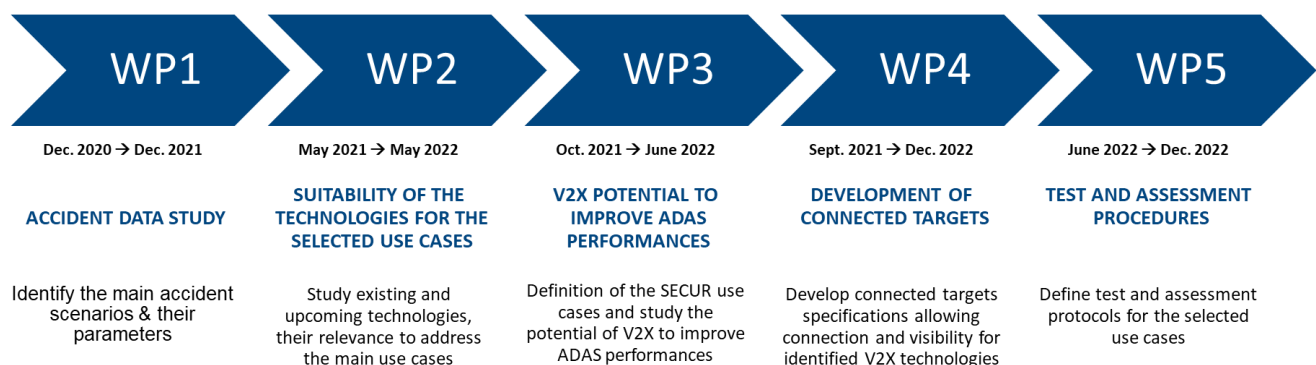 WP1
WP2
WP3
WP4
WP5
Dec. 2020 → Dec. 2021
May 2021 → May 2022
Oct. 2021 → June 2022
Sept. 2021 → Dec. 2022
June 2022 → Dec. 2022
ACCIDENT DATA STUDY
SUITABILITY OF THE
TECHNOLOGIES FOR THE
SELECTED USE CASES
V2X POTENTIAL TO
IMPROVE ADAS
PERFORMANCES
DEVELOPMENT OF
CONNECTED TARGETS
TEST AND ASSESSMENT
PROCEDURES
Identify the main accident
scenarios & their
parameters
Study existing and
upcoming technologies,
their relevance to address
the main use cases
Definition of the SECUR use
cases and study the
potential of V2X to improve
ADAS performances
Develop connected targets
specifications allowing
connection and visibility for
identified V2X technologies
Define test and assessment
protocols for the selected
use cases